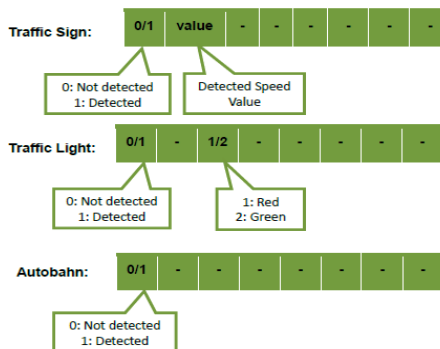 Traffic Sign: 0/1 value - - - - - -
0: Not detected
1: Detected
Detected Speed
Value
Traffic Light: 0/1 - 1/2 - - - - -
0: Not detected
1: Detected
1: Red
2: Green
Autobahn: 0/1 - - - - - - -
0: Not detected
1: Detected